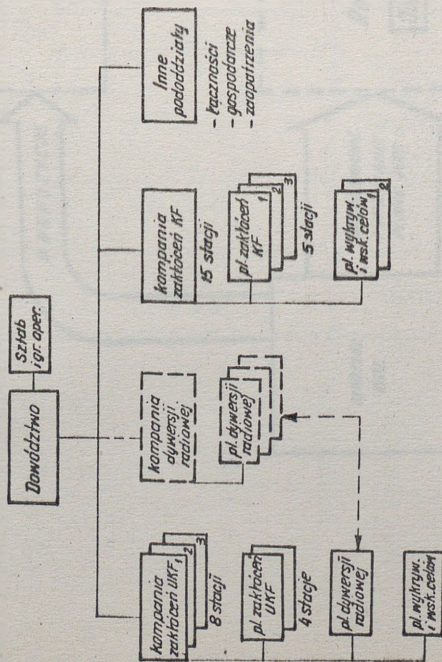 Dowództwo
Sztab
i gr. oper.
kompania
zakłóceń UKF
1
2
3
8 stacji
pl. zakłóceń
UKF
4 stacje
pl. dywersji
radiowej
pl. wykryw.
i wsk. celów
kompania
dywersji
radiowej
pl. dywersji
radiowej
kompania
zakłóceń KF
15 stacji
pl. zakłóceń
KF
1
2
3
5 stacji
pl. wykryw.
i wsk. celów
1
2
Inne
pododdziały
- łączności
- gospodarcze
- zaopatrzenia